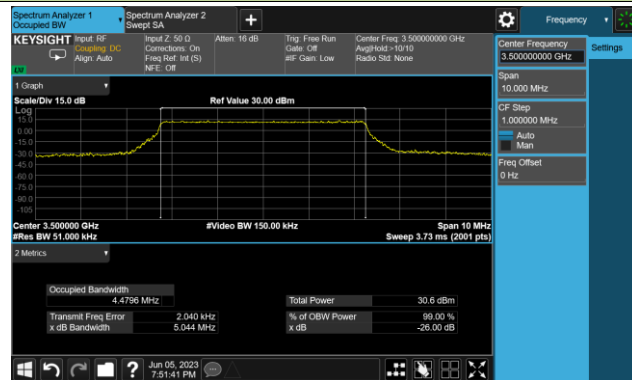 Spectrum Analyzer 1
Occupied BW
Spectrum Analyzer 2
Swept SA
Frequency
KEYSIGHT
Input: RF
Coupling: DC
Align: Auto
Input Z: 50 Ω
Corrections: On
Freq Ref: Int (S)
NFE: Off
Atten: 16 dB
Trig: Free Run
Gate: Off
#IF Gain: Low
Center Freq: 3.500000000 GHz
Avg|Hold:>10/10
Radio Std: None
Center Frequency
3.500000000 GHz
Settings
Span
10.000 MHz
CF Step
1.000000 MHz
Auto
Man
Freq Offset
0 Hz
1 Graph
Scale/Div 15.0 dB
Ref Value 30.00 dBm
Log
15.0
0.00
-15.0
-30.0
-45.0
-60.0
-75.0
-90.0
-105
Center 3.500000 GHz
#Video BW 150.00 kHz
Span 10 MHz
#Res BW 51.000 kHz
Sweep 3.73 ms (2001 pts)
2 Metrics
Occupied Bandwidth
4.4796 MHz
Total Power 30.6 dBm
Transmit Freq Error 2.040 kHz
% of OBW Power 99.00 %
x dB Bandwidth 5.044 MHz
x dB -26.00 dB
?
Jun 05, 2023
7:51:41 PM